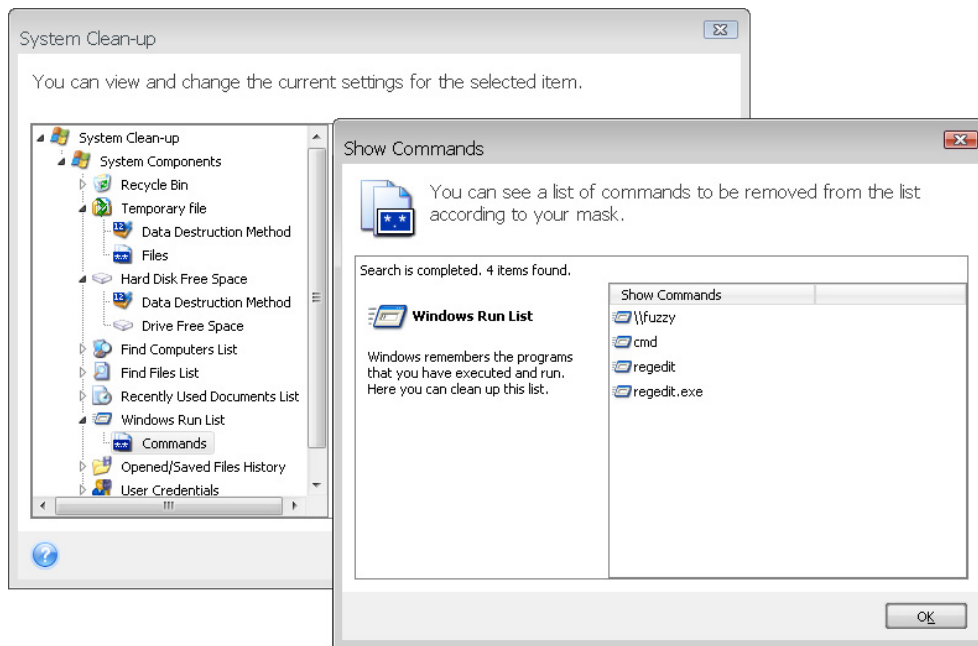 System Clean-up
You can view and change the current settings for the selected item.
System Clean-up
System Components
Recycle Bin
Temporary file
Data Destruction Method
Files
Hard Disk Free Space
Data Destruction Method
Drive Free Space
Find Computers List
Find Files List
Recently Used Documents List
Windows Run List
Commands
Opened/Saved Files History
User Credentials
Show Commands
You can see a list of commands to be removed from the list
according to your mask.
Search is completed. 4 items found.
Windows Run List
Windows remembers the programs
that you have executed and run.
Here you can clean up this list.
Show Commands
\\fuzzy
cmd
regedit
regedit.exe
OK